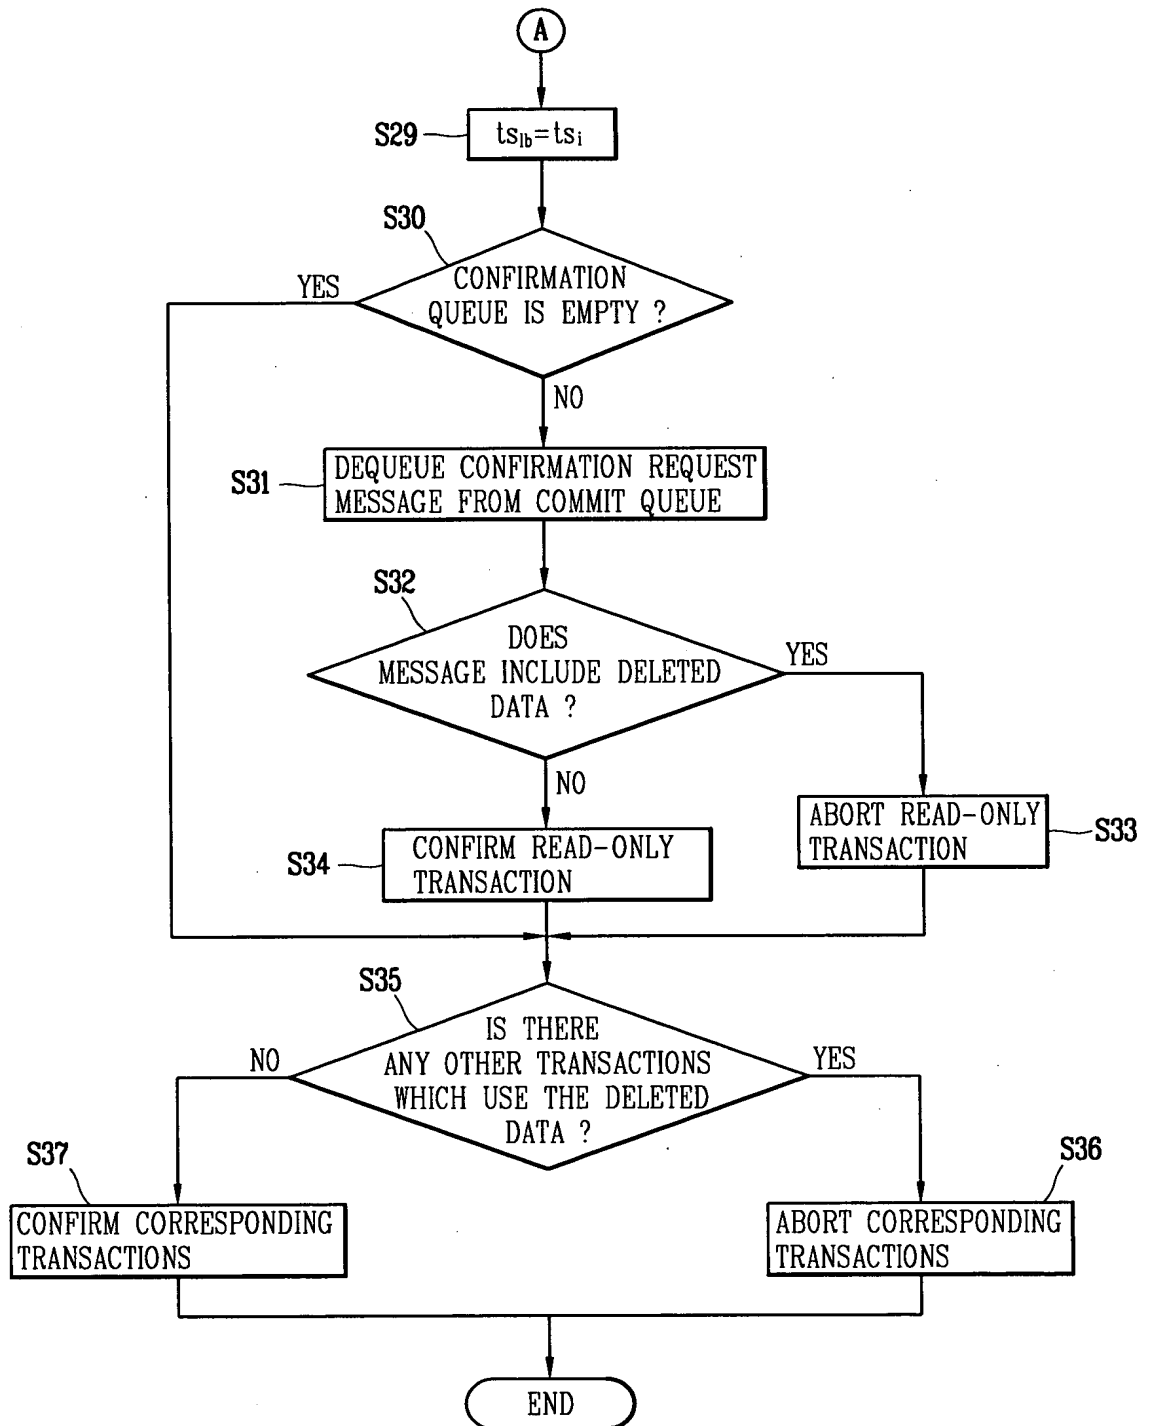 A
S29
ts_lb=ts_i
S30
CONFIRMATION
QUEUE IS EMPTY ?
YES
NO
S31
DEQUEUE CONFIRMATION REQUEST
MESSAGE FROM COMMIT QUEUE
S32
DOES
MESSAGE INCLUDE DELETED
DATA ?
YES
NO
ABORT READ-ONLY
TRANSACTION
S33
S34
CONFIRM READ-ONLY
TRANSACTION
S35
IS THERE
ANY OTHER TRANSACTIONS
WHICH USE THE DELETED
DATA ?
NO
YES
S37
CONFIRM CORRESPONDING
TRANSACTIONS
S36
ABORT CORRESPONDING
TRANSACTIONS
END